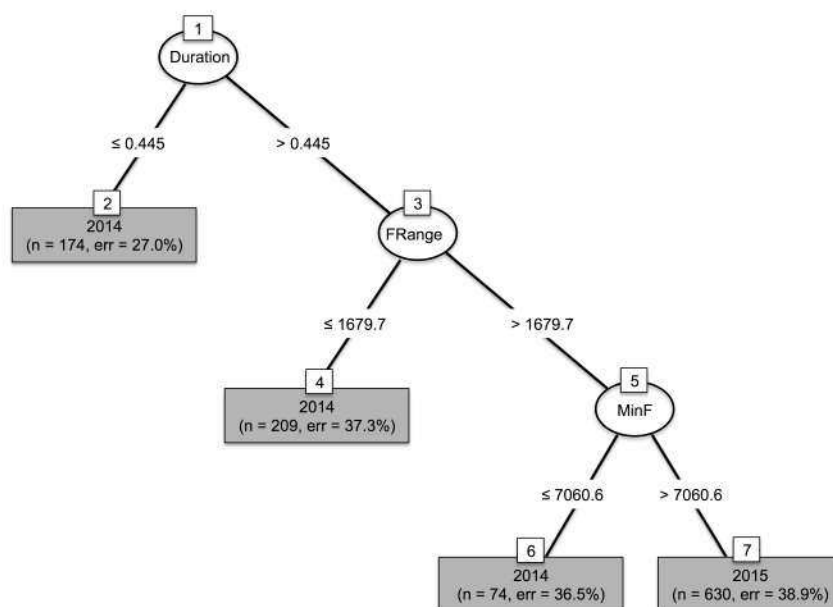 1
Duration
≤ 0.445
> 0.445
2
2014
(n = 174, err = 27.0%)
3
FRange
≤ 1679.7
> 1679.7
4
2014
(n = 209, err = 37.3%)
5
MinF
≤ 7060.6
> 7060.6
6
2014
(n = 74, err = 36.5%)
7
2015
(n = 630, err = 38.9%)